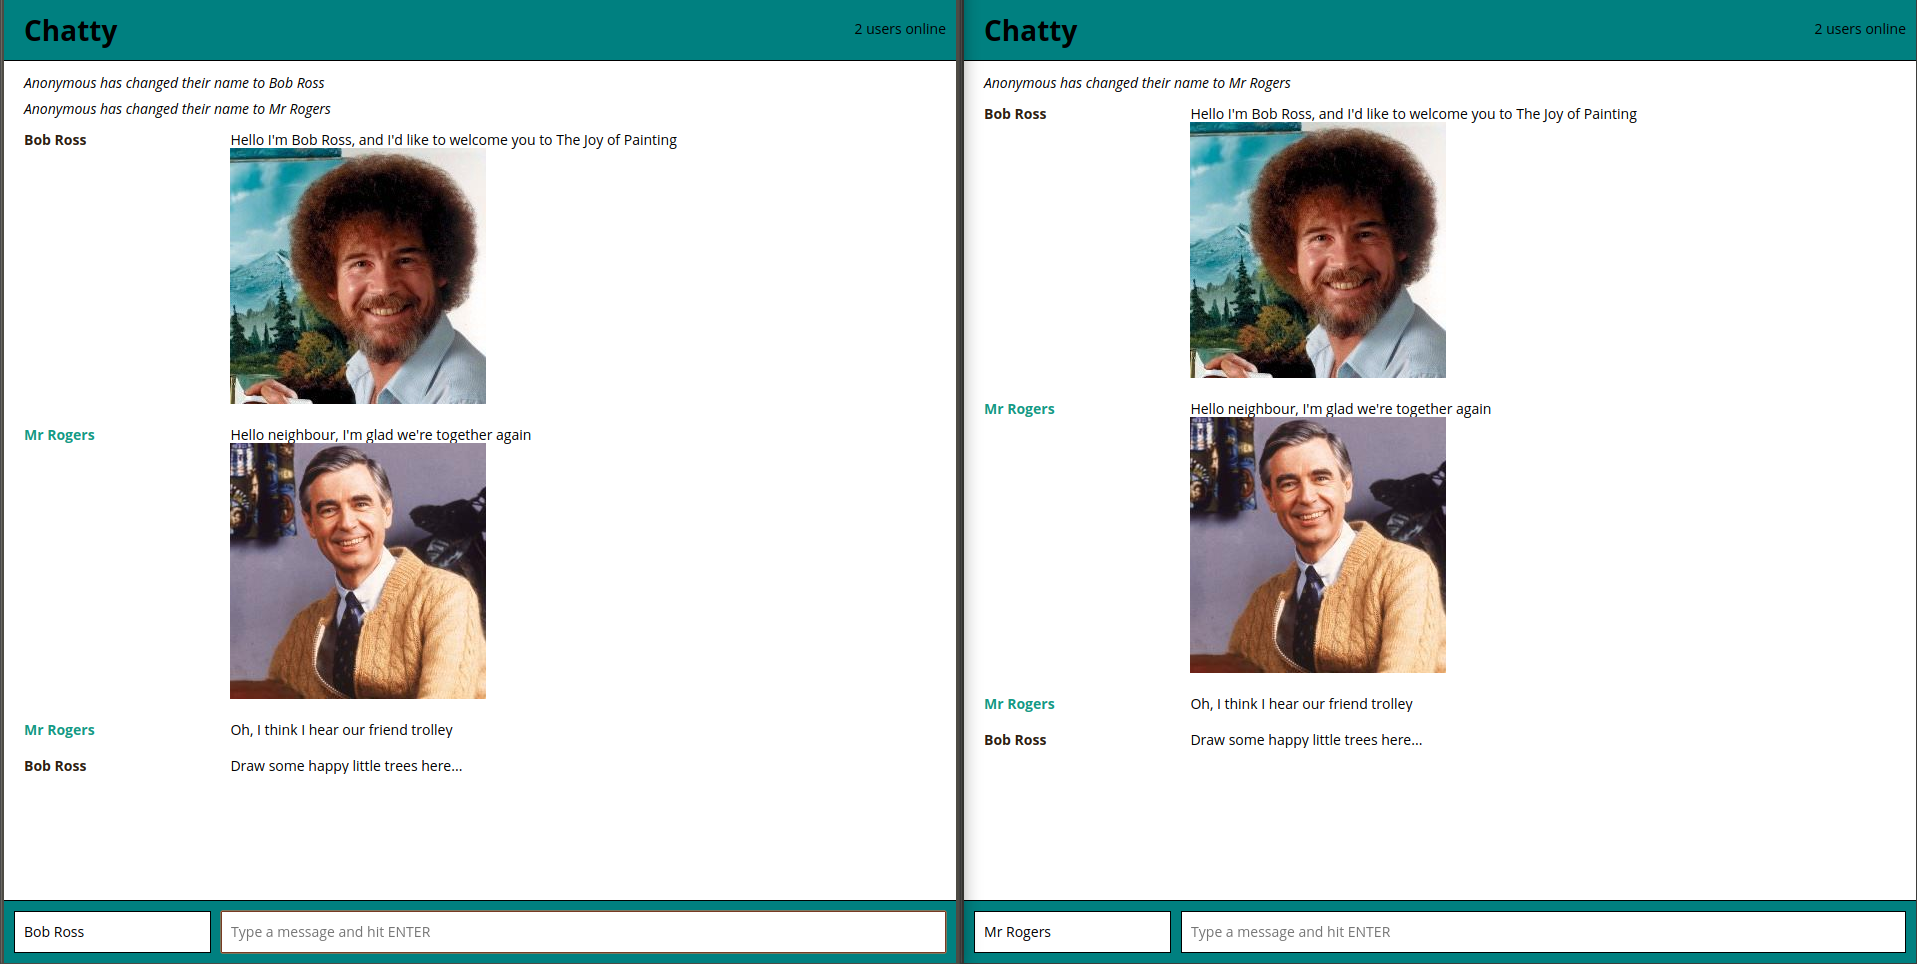 Chatty
2 users online
Anonymous has changed their name to Bob Ross
Anonymous has changed their name to Mr Rogers
Bob Ross
Hello I'm Bob Ross, and I'd like to welcome you to The Joy of Painting
Mr Rogers
Hello neighbour, I'm glad we're together again
Mr Rogers
Oh, I think I hear our friend trolley
Bob Ross
Draw some happy little trees here...
Bob Ross
Type a message and hit ENTER
Chatty
2 users online
Anonymous has changed their name to Mr Rogers
Bob Ross
Hello I'm Bob Ross, and I'd like to welcome you to The Joy of Painting
Mr Rogers
Hello neighbour, I'm glad we're together again
Mr Rogers
Oh, I think I hear our friend trolley
Bob Ross
Draw some happy little trees here...
Mr Rogers
Type a message and hit ENTER